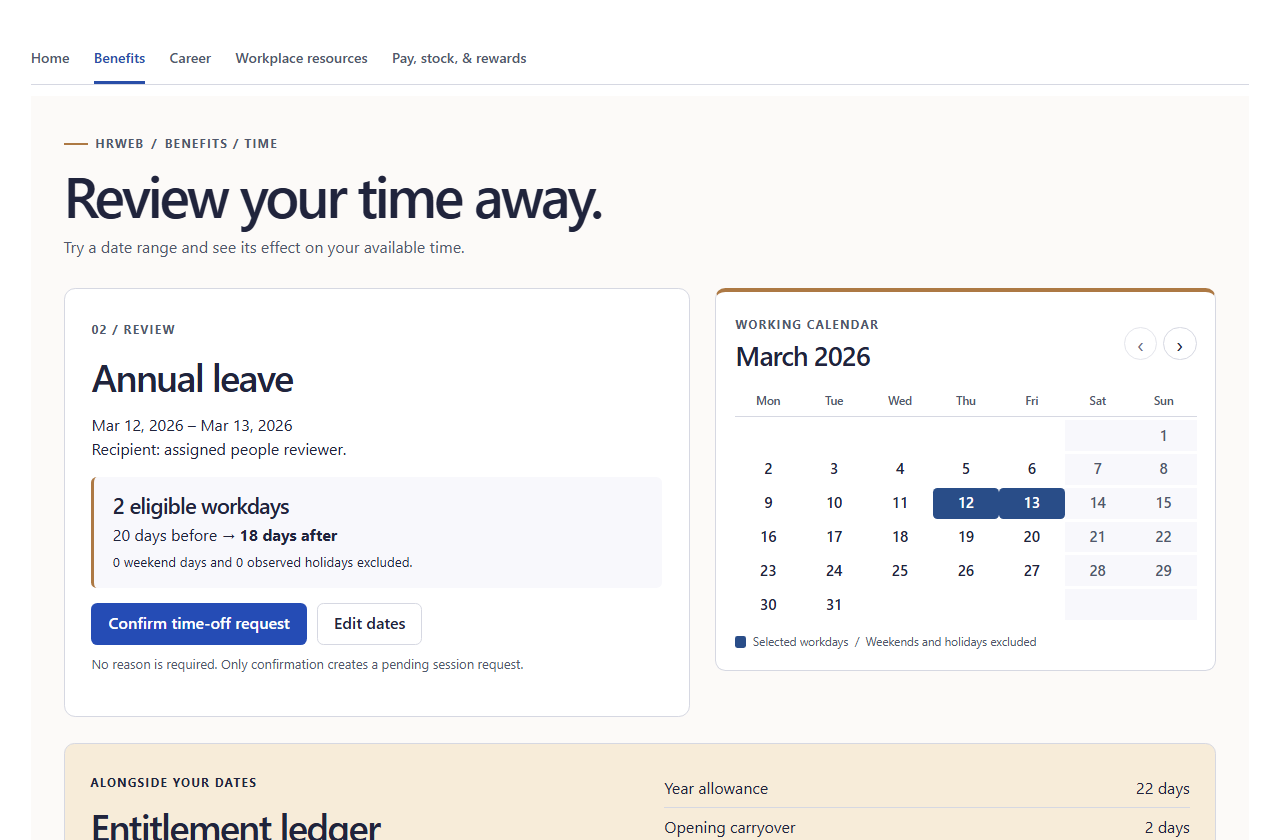 Home Benefits Career Workplace resources Pay, stock, & rewards
HRWEB / BENEFITS / TIME
Review your time away.
Try a date range and see its effect on your available time.
02 / REVIEW
Annual leave
Mar 12, 2026 – Mar 13, 2026
Recipient: assigned people reviewer.
2 eligible workdays
20 days before → 18 days after
0 weekend days and 0 observed holidays excluded.
Confirm time-off request Edit dates
No reason is required. Only confirmation creates a pending session request.
WORKING CALENDAR
March 2026
‹ ›
Mon Tue Wed Thu Fri Sat Sun
1
2 3 4 5 6 7 8
9 10 11 12 13 14 15
16 17 18 19 20 21 22
23 24 25 26 27 28 29
30 31
Selected workdays / Weekends and holidays excluded
ALONGSIDE YOUR DATES
Entitlement ledger
Year allowance 22 days
Opening carryover 2 days